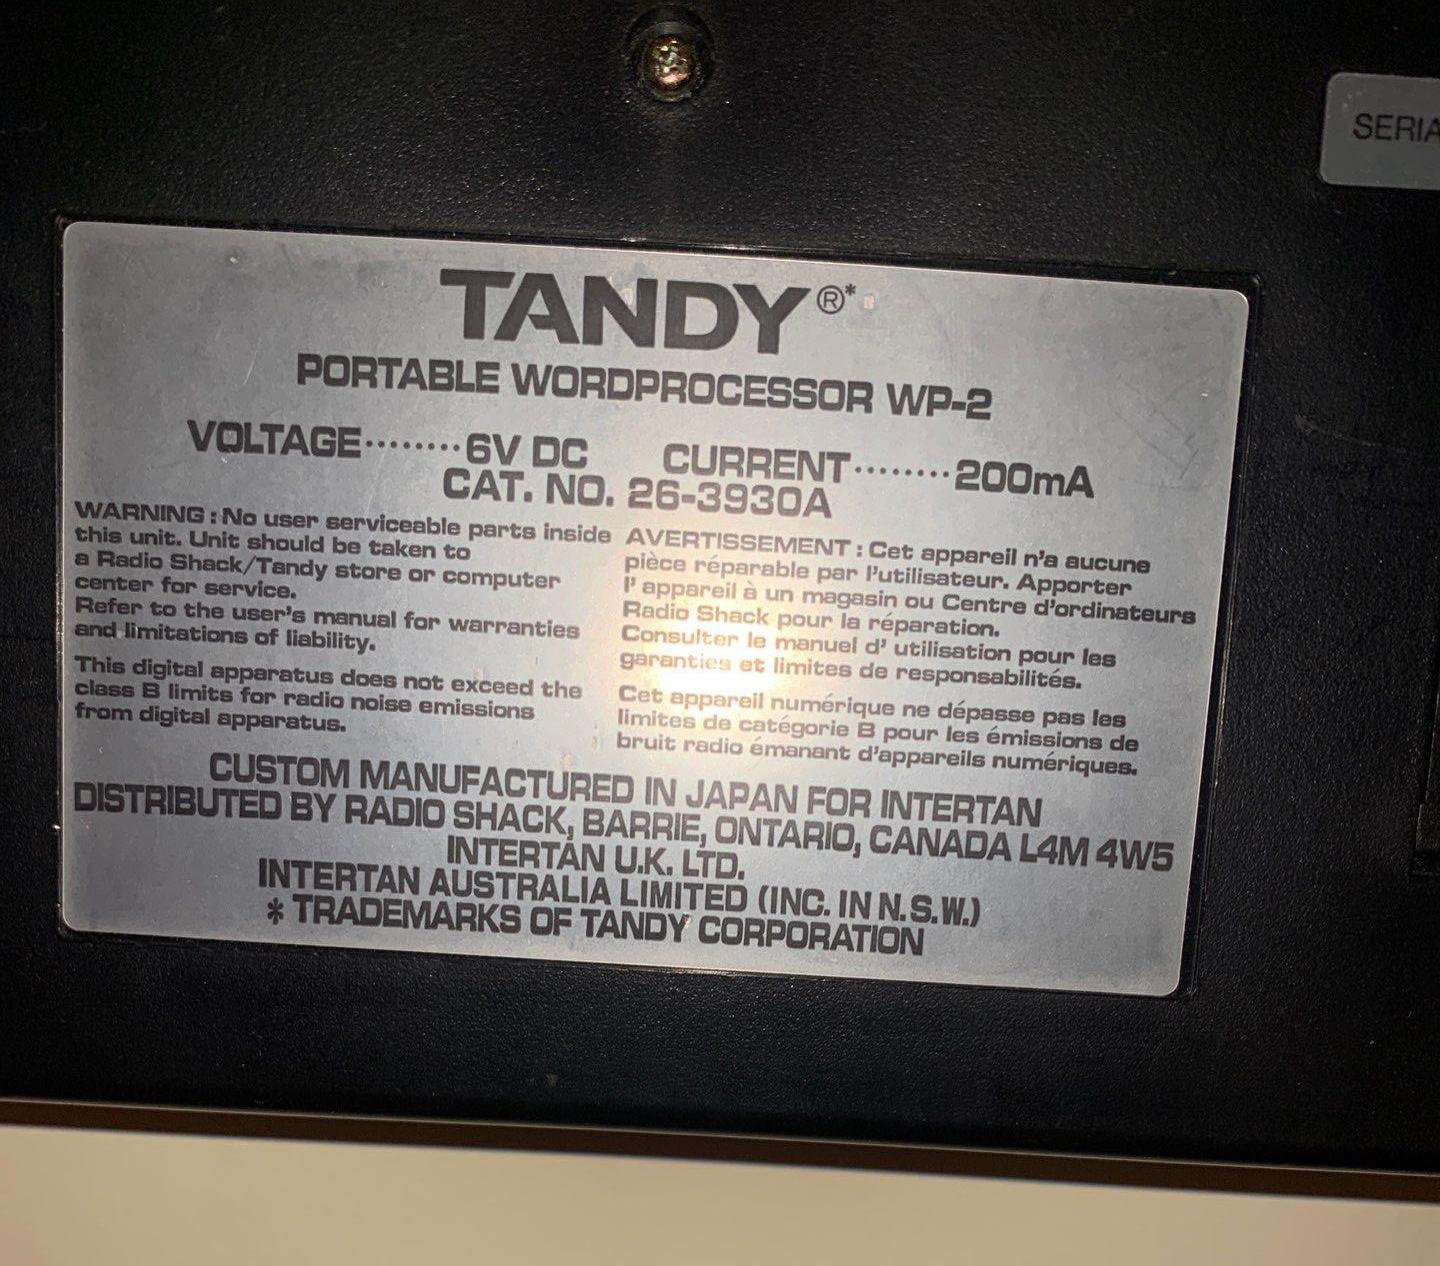 SERIA
TANDY®*
PORTABLE WORDPROCESSOR WP-2
VOLTAGE········6V DC CURRENT········200mA
CAT. NO. 26-3930A
WARNING : No user serviceable parts inside
this unit. Unit should be taken to
a Radio Shack/Tandy store or computer
center for service.
Refer to the user's manual for warranties
and limitations of liability.
This digital apparatus does not exceed the
class B limits for radio noise emissions
from digital apparatus.
AVERTISSEMENT : Cet appareil n'a aucune
pièce réparable par l'utilisateur. Apporter
l' appareil à un magasin ou Centre d'ordinateurs
Radio Shack pour la réparation.
Consulter le manuel d' utilisation pour les
garanties et limites de responsabilités.
Cet appareil numérique ne dépasse pas les
limites de catégorie B pour les émissions de
bruit radio émanant d'appareils numériques.
CUSTOM MANUFACTURED IN JAPAN FOR INTERTAN
DISTRIBUTED BY RADIO SHACK, BARRIE, ONTARIO, CANADA L4M 4W5
INTERTAN U.K. LTD.
INTERTAN AUSTRALIA LIMITED (INC. IN N.S.W.)
* TRADEMARKS OF TANDY CORPORATION